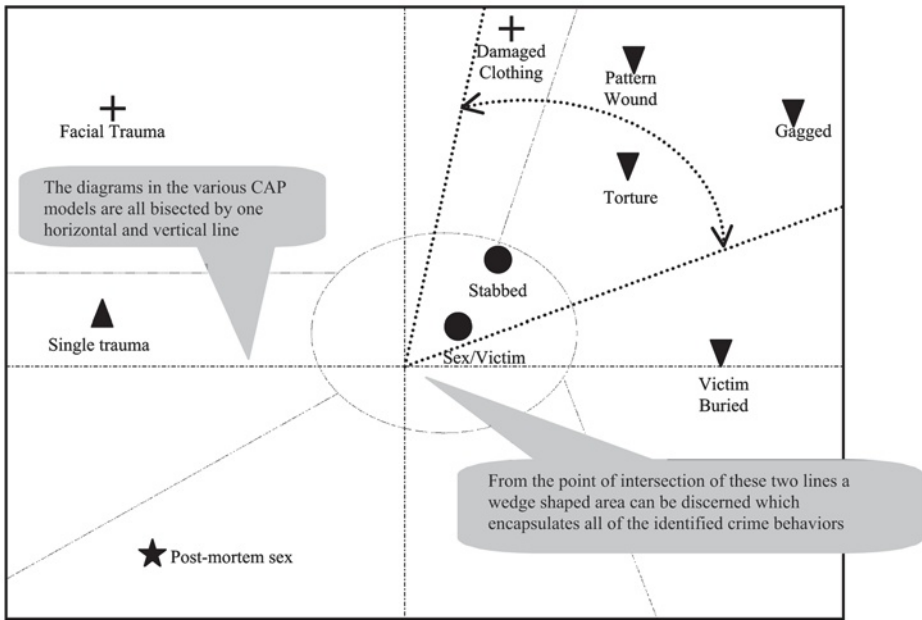 Damaged
Clothing
Pattern
Wound
Gagged
Facial Trauma
Torture
The diagrams in the various CAP
models are all bisected by one
horizontal and vertical line
Stabbed
Single trauma
Sex/Victim
Victim
Buried
From the point of intersection of these two lines a
wedge shaped area can be discerned which
encapsulates all of the identified crime behaviors
Post-mortem sex